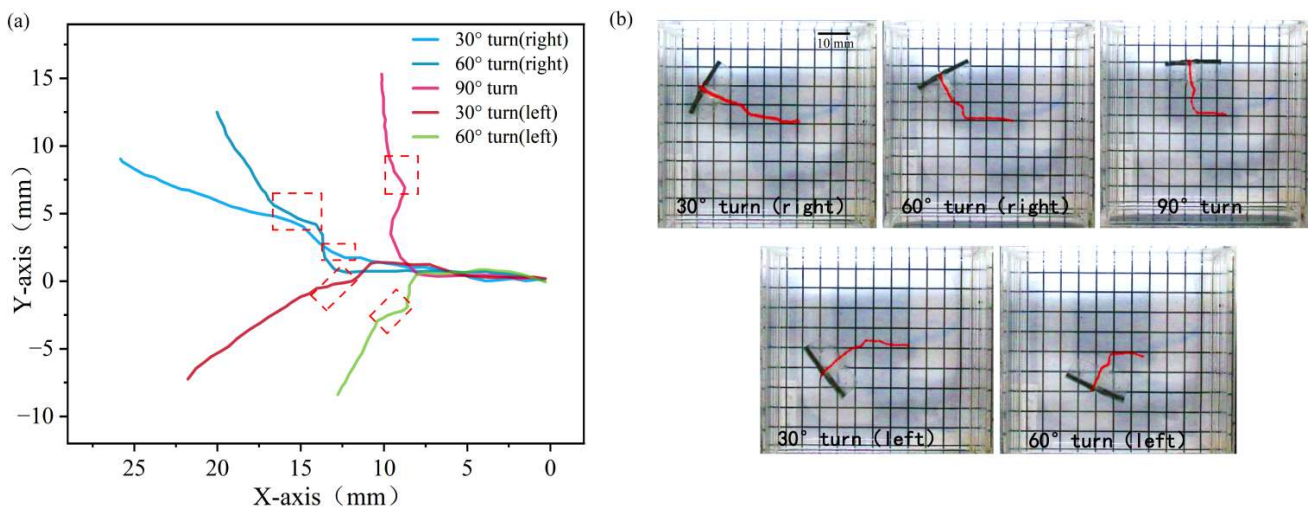 (a)
30° turn(right)
60° turn(right)
90° turn
30° turn(left)
60° turn(left)
15
10
5
0
−5
−10
Y-axis（mm）
25
20
15
10
5
0
X-axis（mm）
(b)
10 mm
30° turn (right)
60° turn (right)
90° turn
30° turn (left)
60° turn (left)